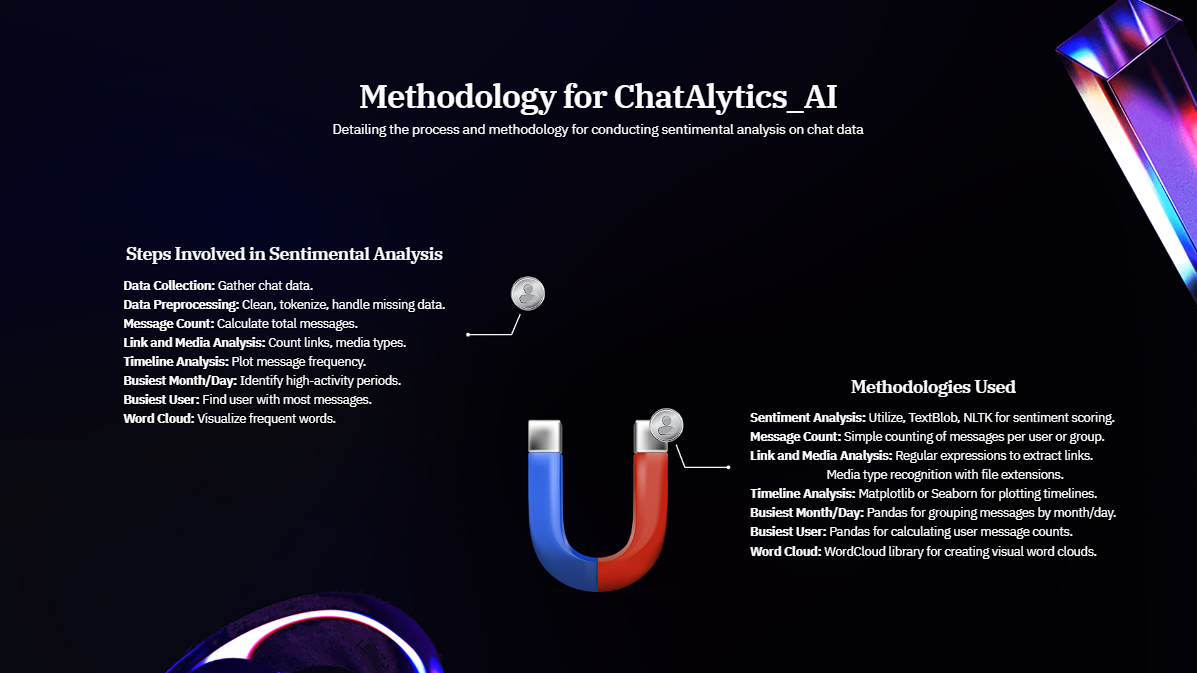 Methodology for ChatAlytics_AI
Detailing the process and methodology for conducting sentimental analysis on chat data
Steps Involved in Sentimental Analysis
Data Collection: Gather chat data.
Data Preprocessing: Clean, tokenize, handle missing data.
Message Count: Calculate total messages.
Link and Media Analysis: Count links, media types.
Timeline Analysis: Plot message frequency.
Busiest Month/Day: Identify high-activity periods.
Busiest User: Find user with most messages.
Word Cloud: Visualize frequent words.
Methodologies Used
Sentiment Analysis: Utilize, TextBlob, NLTK for sentiment scoring.
Message Count: Simple counting of messages per user or group.
Link and Media Analysis: Regular expressions to extract links.
Media type recognition with file extensions.
Timeline Analysis: Matplotlib or Seaborn for plotting timelines.
Busiest Month/Day: Pandas for grouping messages by month/day.
Busiest User: Pandas for calculating user message counts.
Word Cloud: WordCloud library for creating visual word clouds.